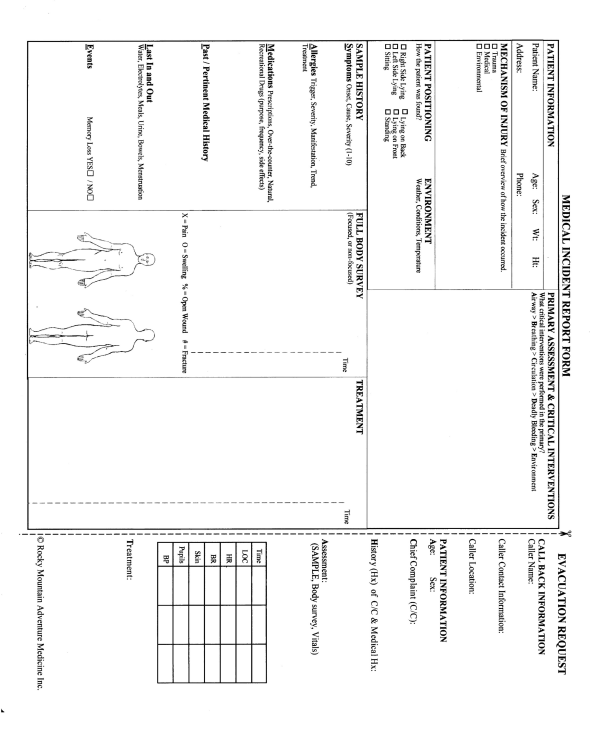 MEDICAL INCIDENT REPORT FORM
PATIENT INFORMATION
Patient Name: Age: Sex: Wt: Ht:
Address: Phone:
MECHANISM OF INJURY Brief overview of how the incident occurred.
☐ Trauma
☐ Medical
☐ Environmental
PATIENT POSITIONING
How the patient was found?
☐ Right Side Lying ☐ Lying on Back
☐ Left Side Lying ☐ Lying on Front
☐ Sitting ☐ Standing
ENVIRONMENT
Weather, Conditions, Temperature
PRIMARY ASSESSMENT & CRITICAL INTERVENTIONS
What critical interventions were performed in the primary?
Airway > Breathing > Circulation > Deadly Bleeding > Environment
SAMPLE HISTORY
Symptoms Onset, Cause, Severity (1-10)
Allergies Trigger, Severity, Manifestation, Trend,
Treatment
Medications Prescriptions, Over-the-counter, Natural,
Recreational Drugs (purpose, frequency, side effects)
Past / Pertinent Medical History
Last In and Out
Water, Electrolytes, Meals, Urine, Bowels, Menstruation
Events Memory Loss YES☐ / NO☐
FULL BODY SURVEY
(Focused, or non-focused)
Time
X = Pain O = Swelling % = Open Wound # = Fracture
TREATMENT
Time
EVACUATION REQUEST
CALL BACK INFORMATION
Caller Name:
Caller Contact Information:
Caller Location:
PATIENT INFORMATION
Age: Sex:
Chief Complaint (C/C):
History (Hx) of C/C & Medical Hx:
Assessment:
(SAMPLE, Body survey, Vitals)
Time
LOC
HR
BR
Skin
Pupils
BP
Treatment:
© Rocky Mountain Adventure Medicine Inc.